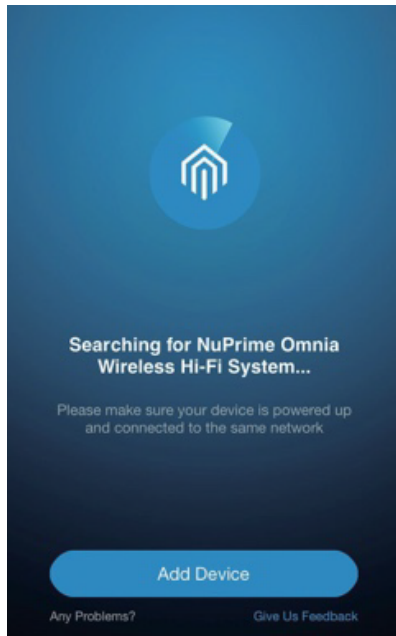 Searching for NuPrime Omnia
Wireless Hi-Fi System...
Please make sure your device is powered up
and connected to the same network
Add Device
Any Problems?
Give Us Feedback